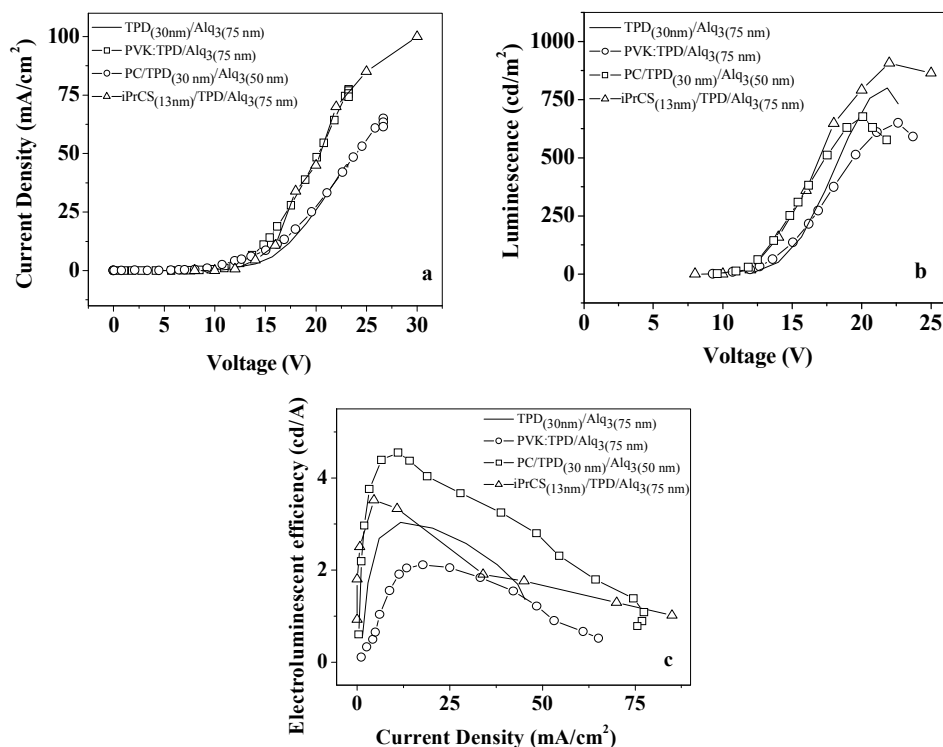 TPD(30nm)/Alq3(75 nm)
PVK:TPD/Alq3(75 nm)
PC/TPD(30 nm)/Alq3(50 nm)
iPrCS(13nm)/TPD/Alq3(75 nm)
100
75
50
25
0
Current Density (mA/cm2)
0 5 10 15 20 25 30
Voltage (V)
a
TPD(30nm)/Alq3(75 nm)
PVK:TPD/Alq3(75 nm)
PC/TPD(30 nm)/Alq3(50 nm)
iPrCS(13nm)/TPD/Alq3(75 nm)
1000
750
500
250
0
Luminescence (cd/m2)
0 5 10 15 20 25
Voltage (V)
b
TPD(30nm)/Alq3(75 nm)
PVK:TPD/Alq3(75 nm)
PC/TPD(30 nm)/Alq3(50 nm)
iPrCS(13nm)/TPD/Alq3(75 nm)
4
2
0
Electroluminescent efficiency (cd/A)
0 25 50 75
Current Density (mA/cm2)
c